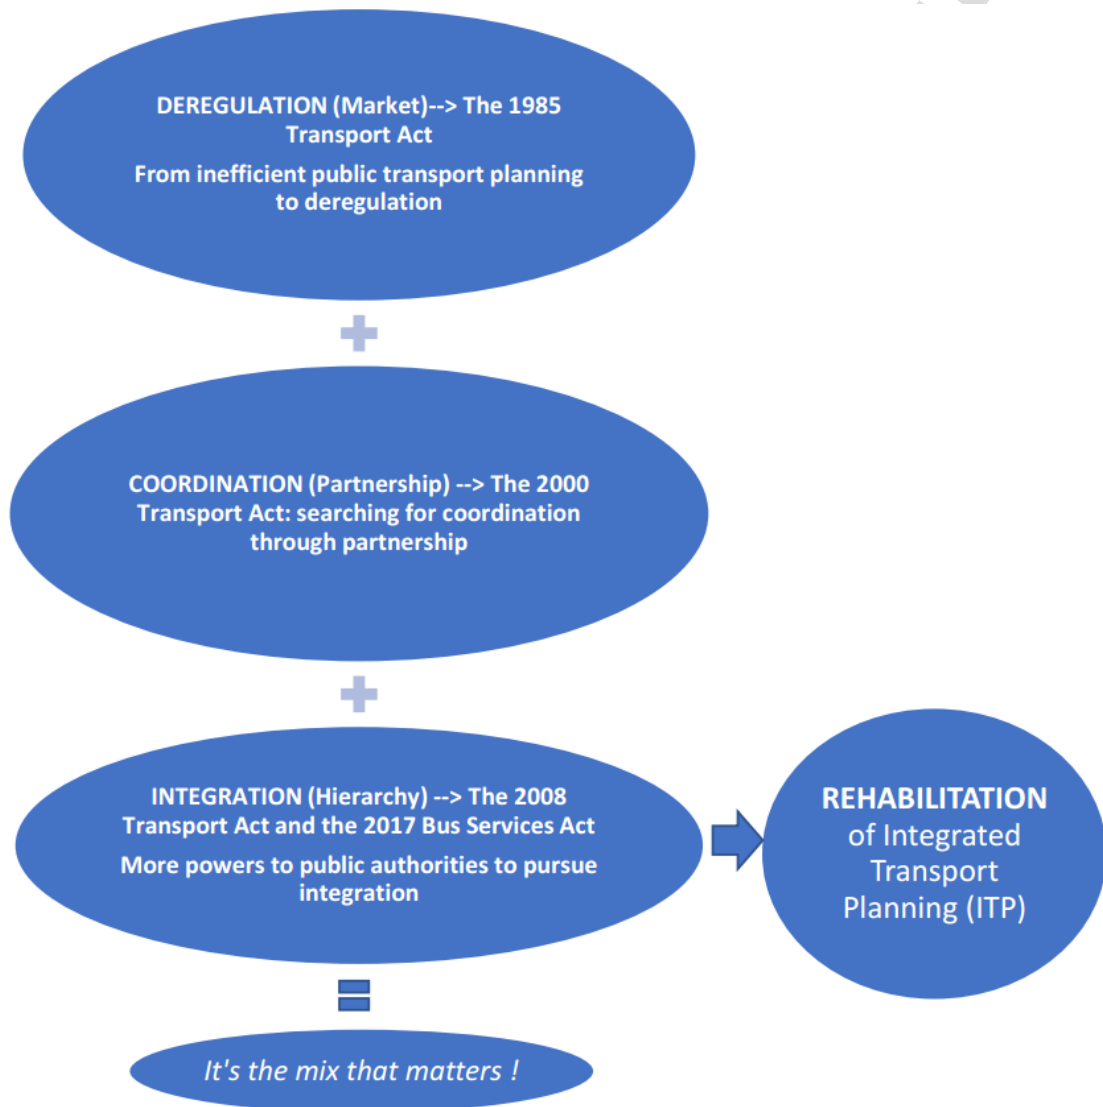 DEREGULATION (Market)--> The 1985
Transport Act
From inefficient public transport planning
to deregulation
COORDINATION (Partnership) --> The 2000
Transport Act: searching for coordination
through partnership
INTEGRATION (Hierarchy) --> The 2008
Transport Act and the 2017 Bus Services Act
More powers to public authorities to pursue
integration
REHABILITATION
of Integrated
Transport
Planning (ITP)
It's the mix that matters !